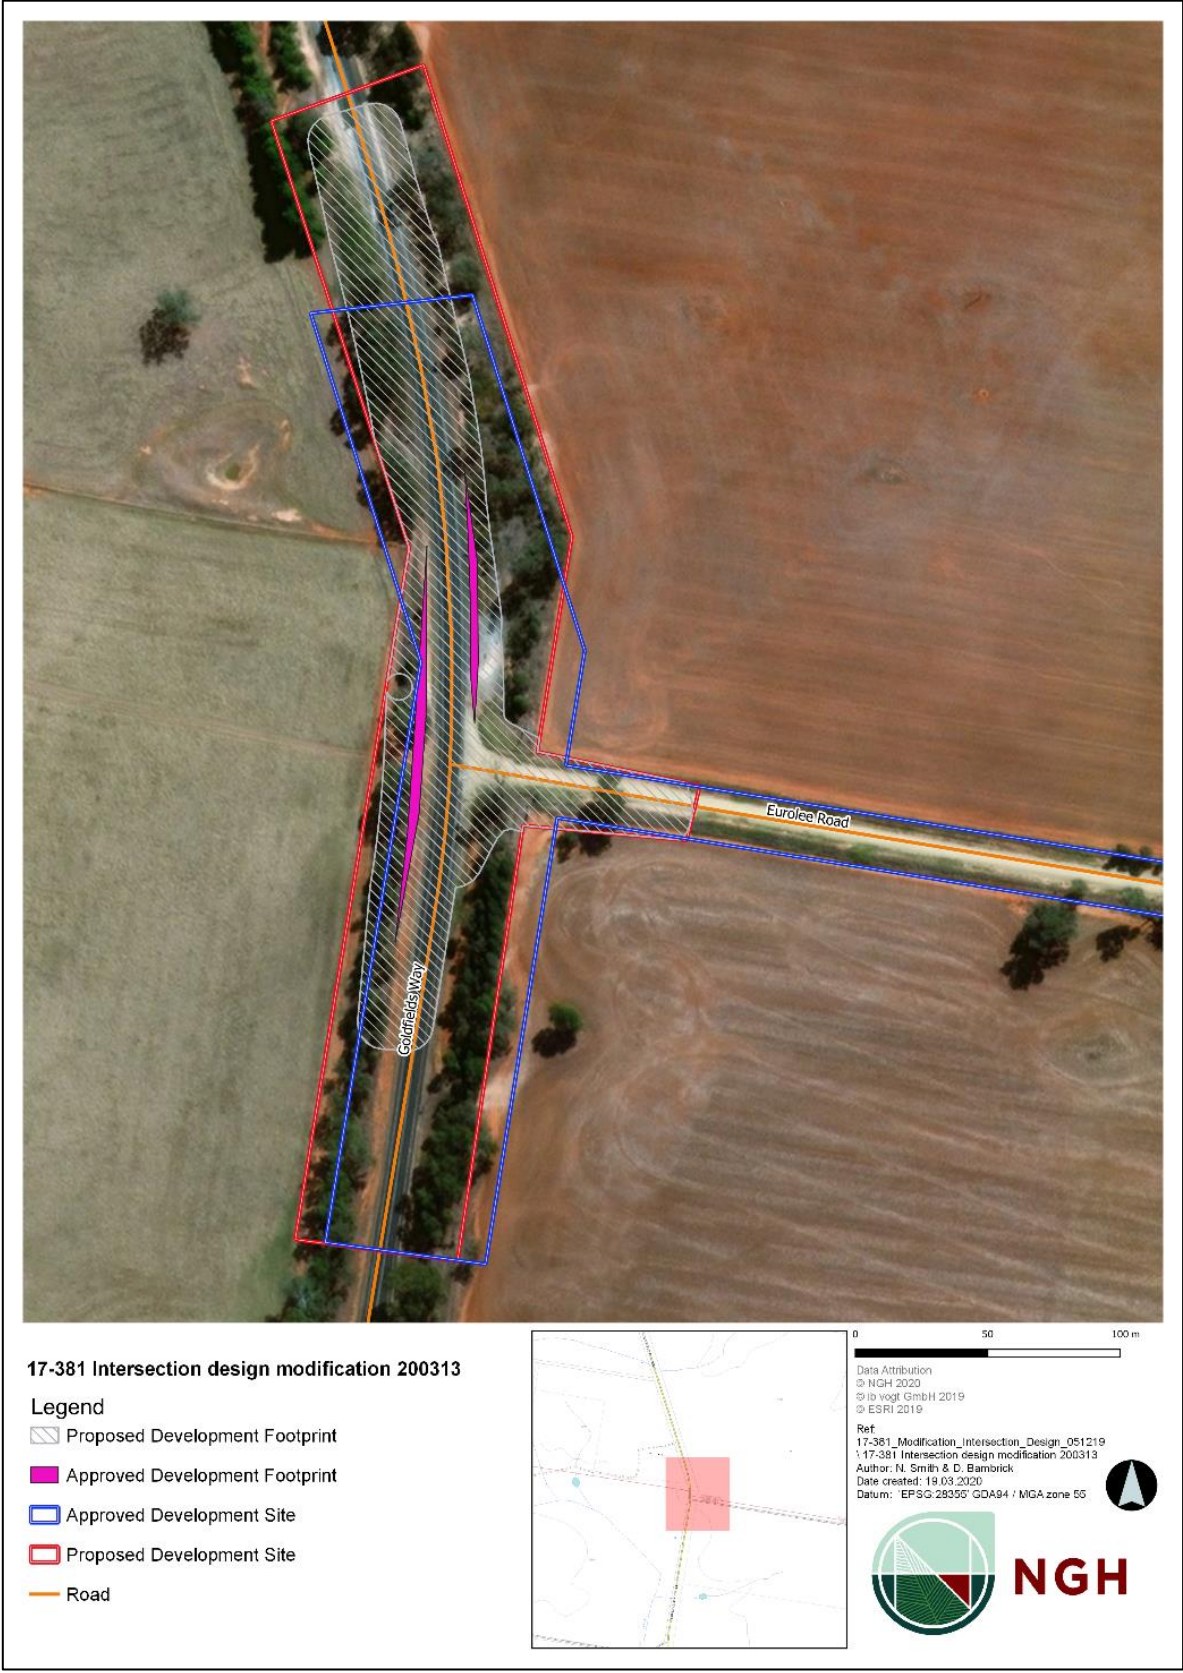 Eurolee Road
Goldfields Way
17-381 Intersection design modification 200313
Legend
Proposed Development Footprint
Approved Development Footprint
Approved Development Site
Proposed Development Site
Road
0 50 100 m
Data Attribution
© NGH 2020
© ib vogt GmbH 2019
© ESRI 2019
Ref:
17-381_Modification_Intersection_Design_051219
\ 17-381 Intersection design modification 200313
Author: N. Smith & D. Bambrick
Date created: 19.03.2020
Datum: 'EPSG:28355' GDA94 / MGA zone 55
NGH